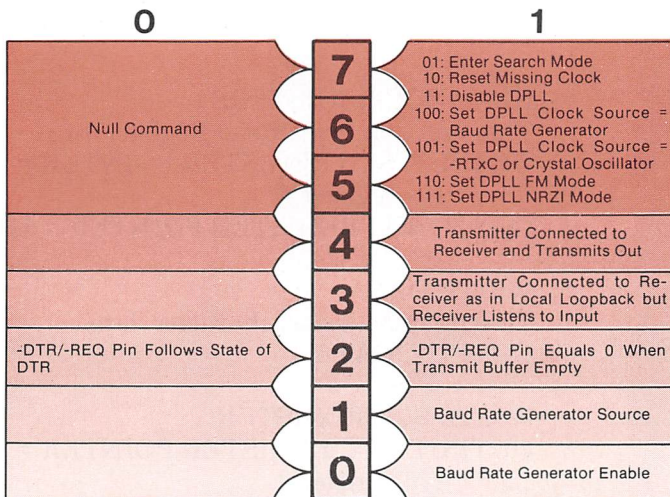 0
1
7
6
5
4
3
2
1
0
Null Command
-DTR/-REQ Pin Follows State of
DTR
01: Enter Search Mode
10: Reset Missing Clock
11: Disable DPLL
100: Set DPLL Clock Source =
Baud Rate Generator
101: Set DPLL Clock Source =
-RTxC or Crystal Oscillator
110: Set DPLL FM Mode
111: Set DPLL NRZI Mode
Transmitter Connected to
Receiver and Transmits Out
Transmitter Connected to Re-
ceiver as in Local Loopback but
Receiver Listens to Input
-DTR/-REQ Pin Equals 0 When
Transmit Buffer Empty
Baud Rate Generator Source
Baud Rate Generator Enable